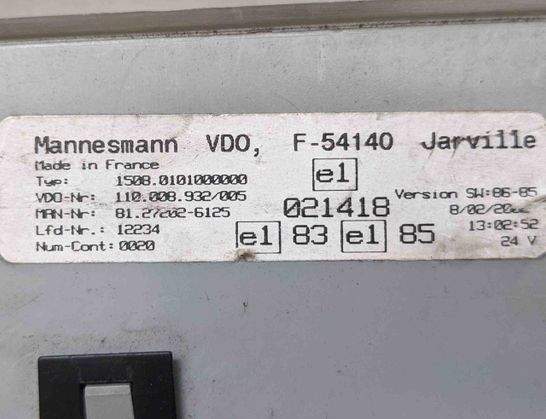 Mannesmann VDO, F-54140 Jarville
Made in France
Typ: 1508.0101000000 e1
VDO-Nr: 110.008.932/005 Version SW:06-05
MAN-Nr: 81.27202-6125 021418
Lfd-Nr.: 12234 e1 83 e1 85 13:02:52
Num-Cont: 0020 24 V